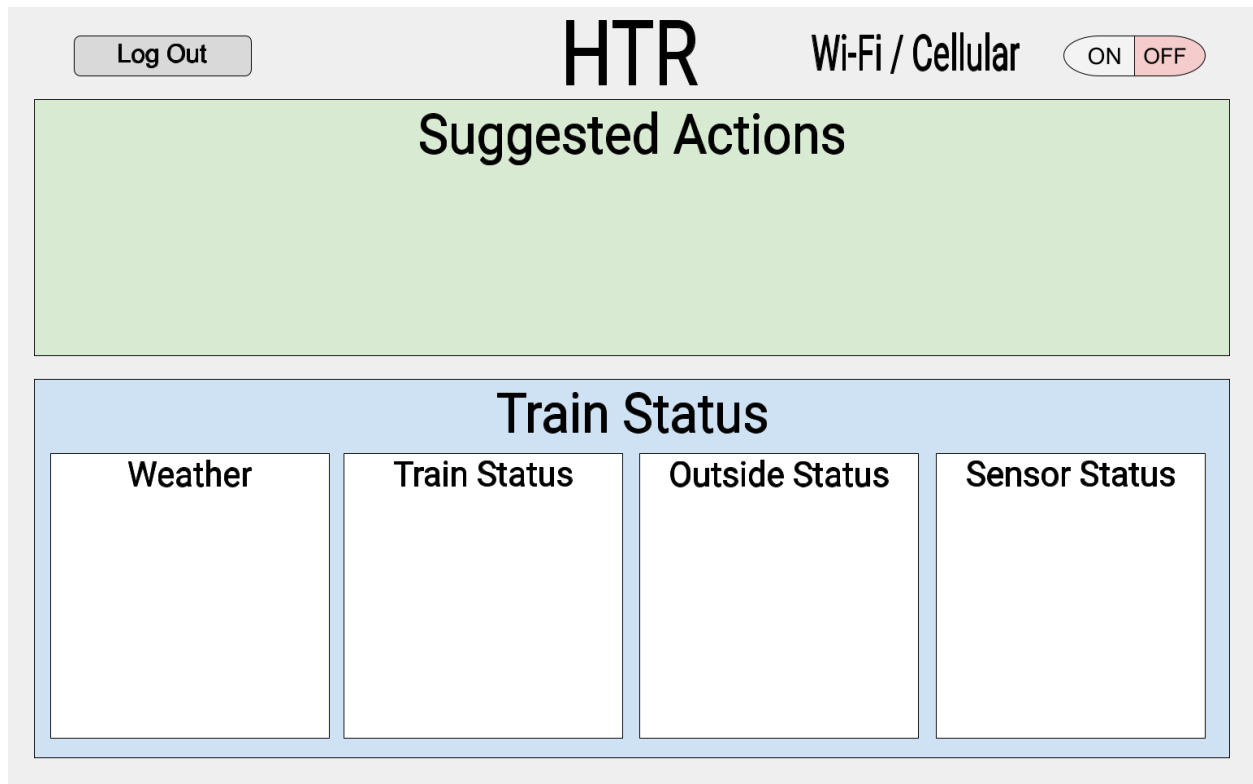 Log Out
HTR
Wi-Fi / Cellular
ON OFF
Suggested Actions
Train Status
Weather
Train Status
Outside Status
Sensor Status